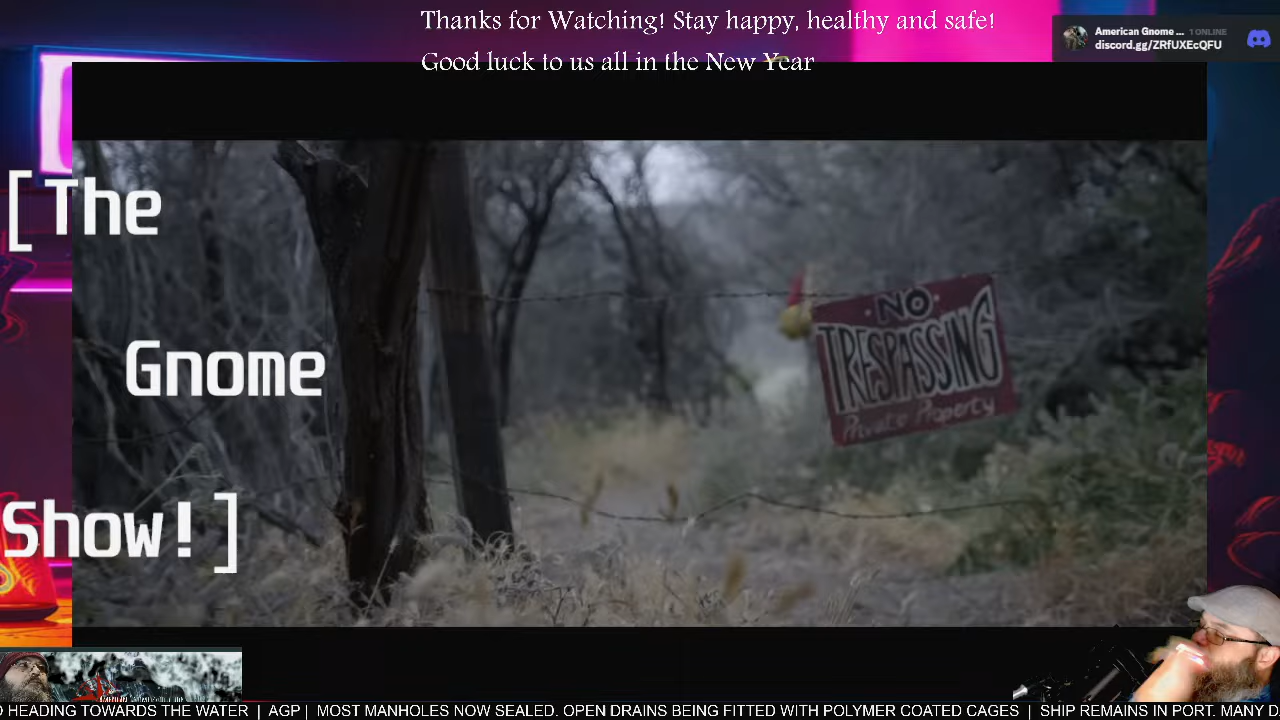 Thanks for Watching! Stay happy, healthy and safe!
Good luck to us all in the New Year
American Gnome ... 1 ONLINE
discord.gg/ZRfUXEcQFU
[The
Gnome
Show!]
NO
TRESPASSING
Private Property
HEADING TOWARDS THE WATER | AGP | MOST MANHOLES NOW SEALED. OPEN DRAINS BEING FITTED WITH POLYMER COATED CAGES | SHIP REMAINS IN PORT. MANY